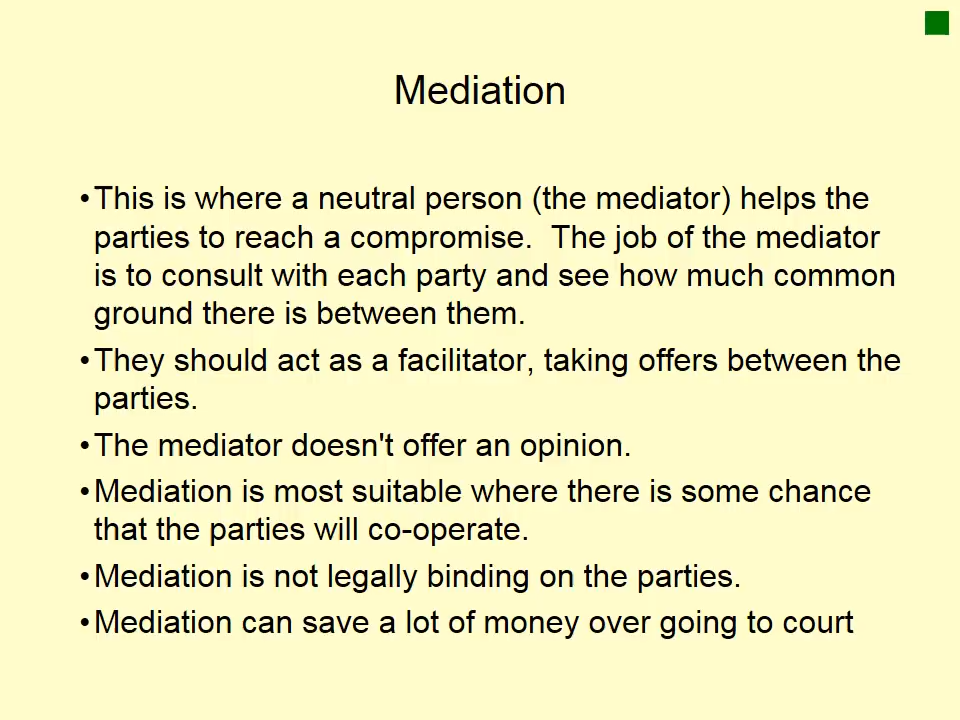 Mediation
•This is where a neutral person (the mediator) helps the
parties to reach a compromise.  The job of the mediator
is to consult with each party and see how much common
ground there is between them.
•They should act as a facilitator, taking offers between the
parties.
•The mediator doesn't offer an opinion.
•Mediation is most suitable where there is some chance
that the parties will co-operate.
•Mediation is not legally binding on the parties.
•Mediation can save a lot of money over going to court